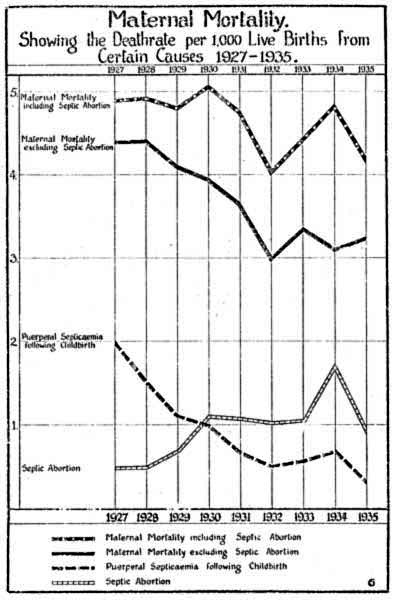 Maternal Mortality.
Showing the Deathrate per 1,000 Live Births from
Certain Causes 1927-1935.
1927 1928 1929 1930 1931 1932 1933 1934 1935
5.
Maternal Mortality
including Septic Abortion
Maternal Mortality
excluding Septic Abortion
4.
3.
2.
Puerperal Septicaemia
following Childbirth
1.
Septic Abortion
1927 1928 1929 1930 1931 1932 1933 1934 1935
Maternal Mortality including Septic Abortion
Maternal Mortality excluding Septic Abortion
Puerperal Septicaemia following Childbirth
Septic Abortion
6